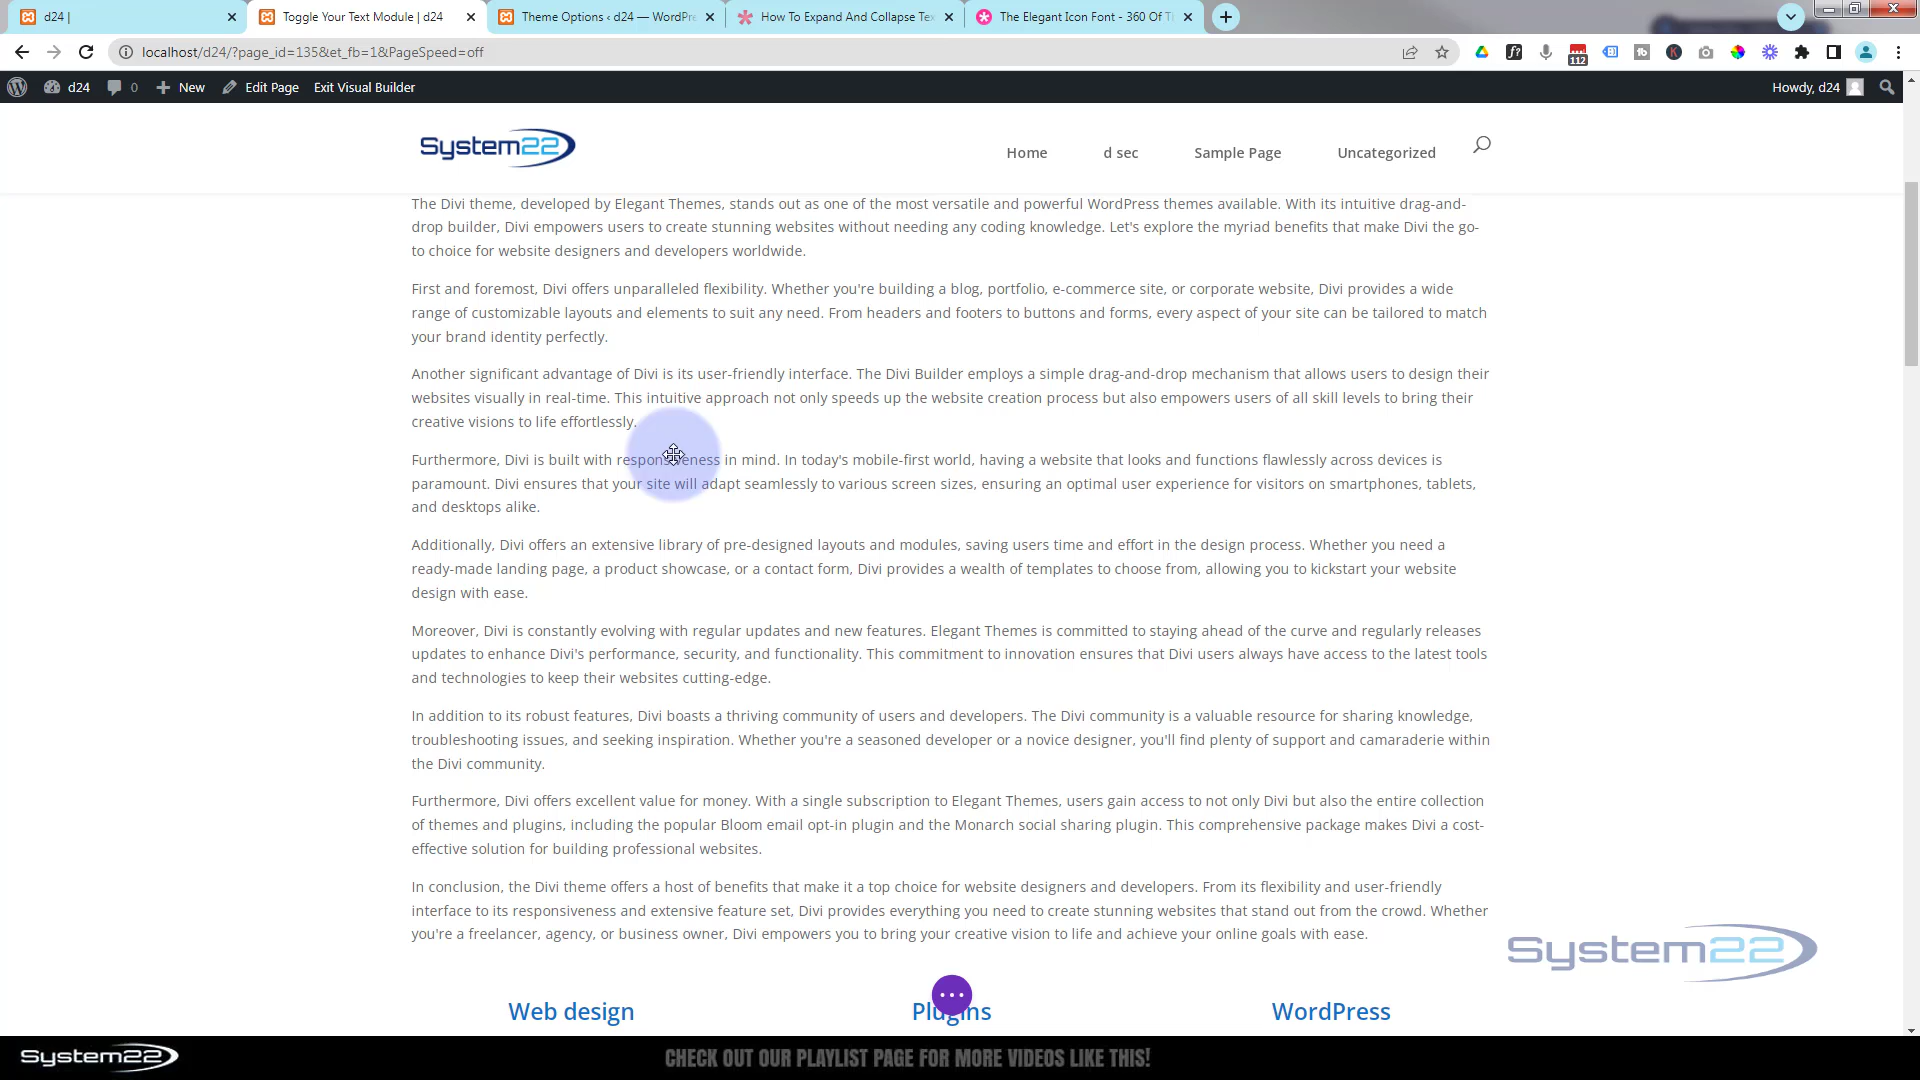 d24 |
Toggle Your Text Module | d24
Theme Options ‹ d24 — WordPre
How To Expand And Collapse Tex
The Elegant Icon Font - 360 Of Th
localhost/d24/?page_id=135&et_fb=1&PageSpeed=off
112
d24
0
New
Edit Page
Exit Visual Builder
Howdy, d24
System22
Home
d sec
Sample Page
Uncategorized
The Divi theme, developed by Elegant Themes, stands out as one of the most versatile and powerful WordPress themes available. With its intuitive drag-and-
drop builder, Divi empowers users to create stunning websites without needing any coding knowledge. Let's explore the myriad benefits that make Divi the go-
to choice for website designers and developers worldwide.
First and foremost, Divi offers unparalleled flexibility. Whether you're building a blog, portfolio, e-commerce site, or corporate website, Divi provides a wide
range of customizable layouts and elements to suit any need. From headers and footers to buttons and forms, every aspect of your site can be tailored to match
your brand identity perfectly.
Another significant advantage of Divi is its user-friendly interface. The Divi Builder employs a simple drag-and-drop mechanism that allows users to design their
websites visually in real-time. This intuitive approach not only speeds up the website creation process but also empowers users of all skill levels to bring their
creative visions to life effortlessly.
Furthermore, Divi is built with responsiveness in mind. In today's mobile-first world, having a website that looks and functions flawlessly across devices is
paramount. Divi ensures that your site will adapt seamlessly to various screen sizes, ensuring an optimal user experience for visitors on smartphones, tablets,
and desktops alike.
Additionally, Divi offers an extensive library of pre-designed layouts and modules, saving users time and effort in the design process. Whether you need a
ready-made landing page, a product showcase, or a contact form, Divi provides a wealth of templates to choose from, allowing you to kickstart your website
design with ease.
Moreover, Divi is constantly evolving with regular updates and new features. Elegant Themes is committed to staying ahead of the curve and regularly releases
updates to enhance Divi's performance, security, and functionality. This commitment to innovation ensures that Divi users always have access to the latest tools
and technologies to keep their websites cutting-edge.
In addition to its robust features, Divi boasts a thriving community of users and developers. The Divi community is a valuable resource for sharing knowledge,
troubleshooting issues, and seeking inspiration. Whether you're a seasoned developer or a novice designer, you'll find plenty of support and camaraderie within
the Divi community.
Furthermore, Divi offers excellent value for money. With a single subscription to Elegant Themes, users gain access to not only Divi but also the entire collection
of themes and plugins, including the popular Bloom email opt-in plugin and the Monarch social sharing plugin. This comprehensive package makes Divi a cost-
effective solution for building professional websites.
In conclusion, the Divi theme offers a host of benefits that make it a top choice for website designers and developers. From its flexibility and user-friendly
interface to its responsiveness and extensive feature set, Divi provides everything you need to create stunning websites that stand out from the crowd. Whether
you're a freelancer, agency, or business owner, Divi empowers you to bring your creative vision to life and achieve your online goals with ease.
System22
Web design
Plugins
WordPress
System22
CHECK OUT OUR PLAYLIST PAGE FOR MORE VIDEOS LIKE THIS!